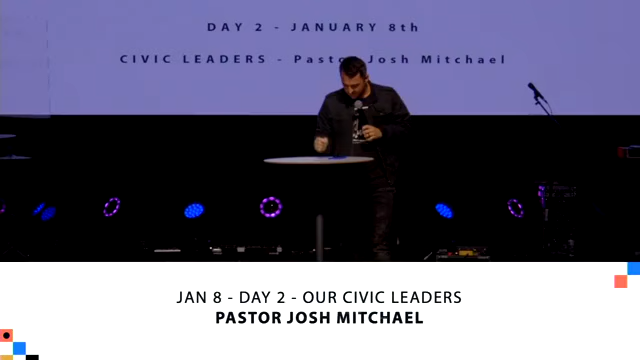 DAY 2 - JANUARY 8th
CIVIC LEADERS - Pastor Josh Mitchael
JAN 8 - DAY 2 - OUR CIVIC LEADERS
PASTOR JOSH MITCHAEL